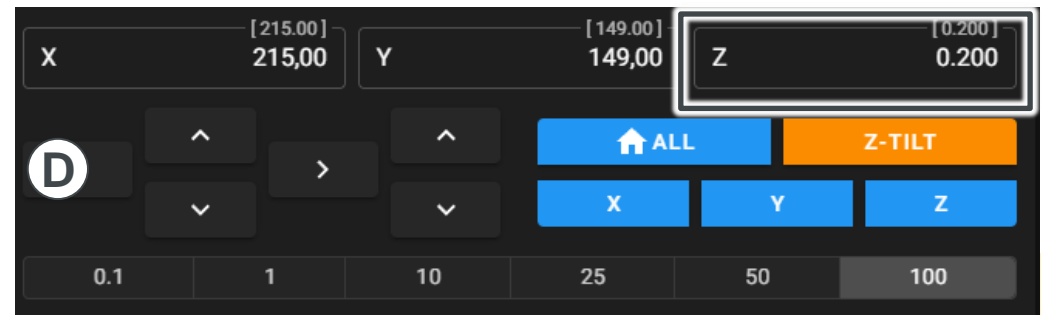 [215.00] [149.00] [0.200]
X 215,00 Y 149,00 Z 0.200
ALL Z-TILT
D
X Y Z
0.1 1 10 25 50 100